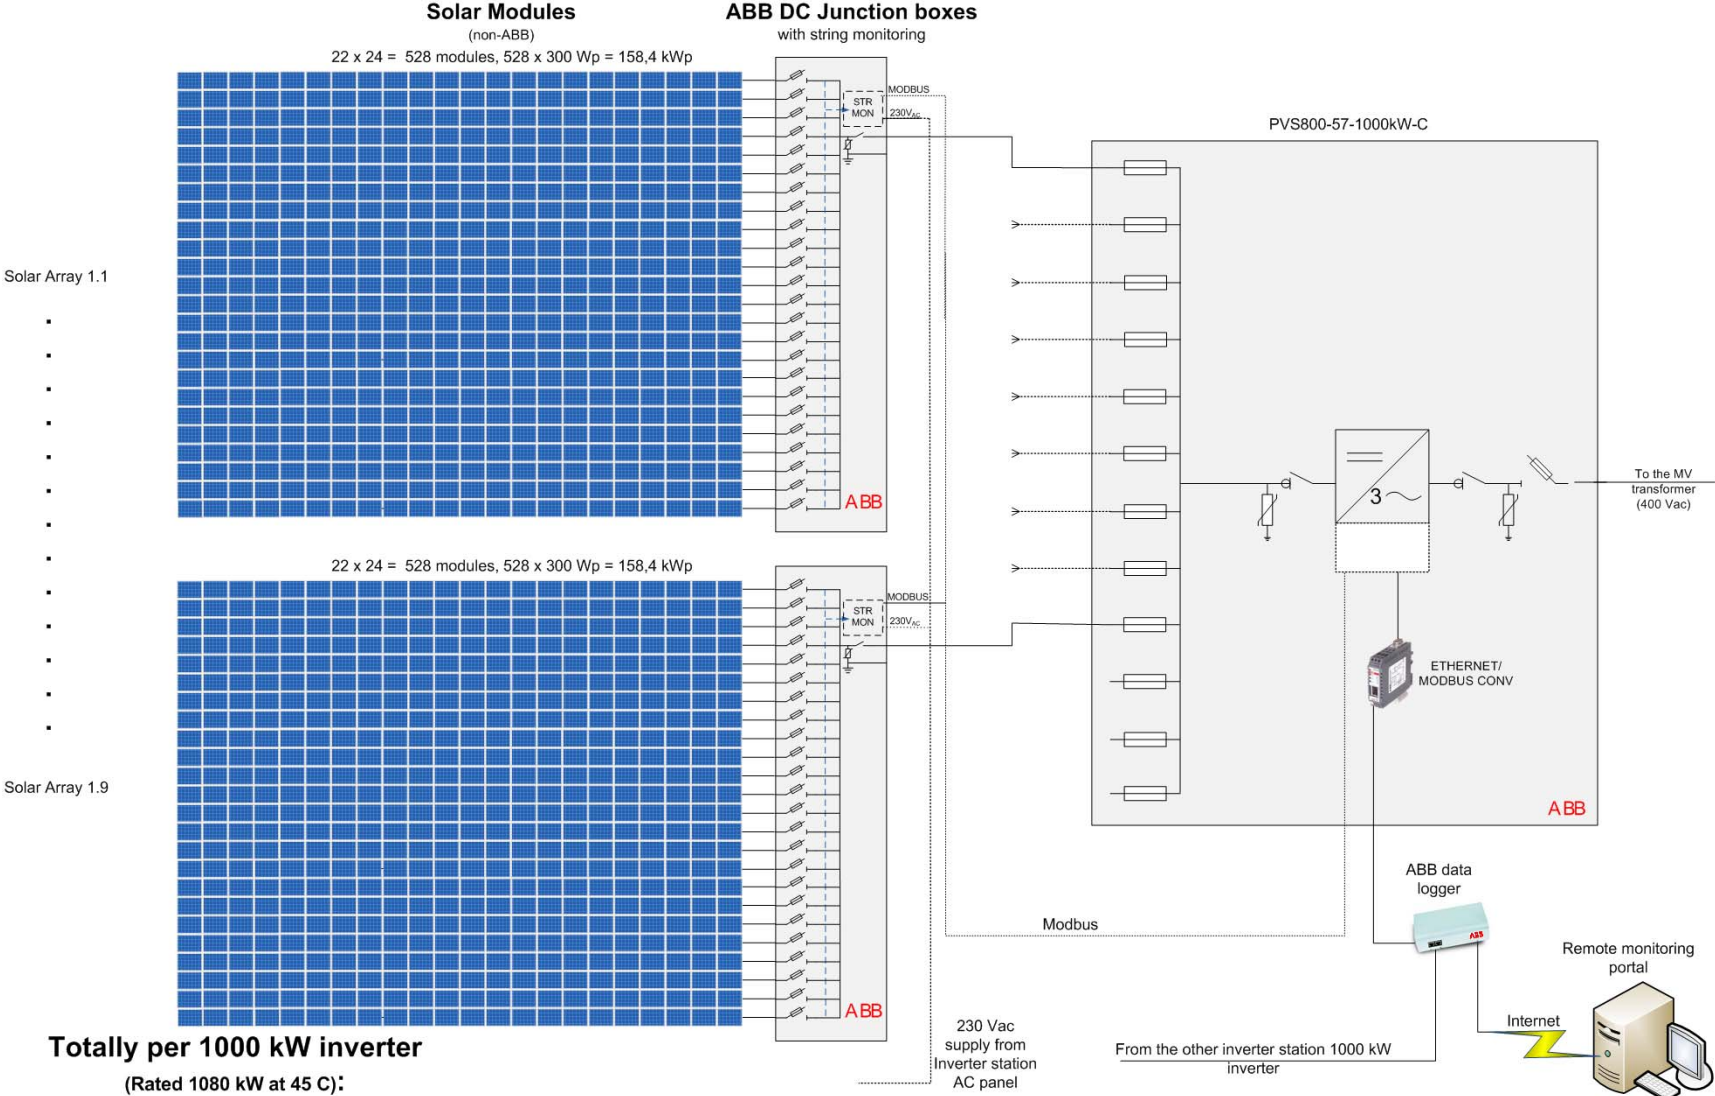 Solar Modules
(non-ABB)
ABB DC Junction boxes
with string monitoring
22 x 24 = 528 modules, 528 x 300 Wp = 158,4 kWp
MODBUS
STR
MON
230VAC
PVS800-57-1000kW-C
Solar Array 1.1
ABB
3
To the MV
transformer
(400 Vac)
22 x 24 = 528 modules, 528 x 300 Wp = 158,4 kWp
MODBUS
STR
MON
230VAC
ETHERNET/
MODBUS CONV
Solar Array 1.9
ABB
ABB data
logger
Modbus
ABB
Remote monitoring
portal
ABB
Internet
230 Vac
supply from
Inverter station
AC panel
From the other inverter station 1000 kW
inverter
Totally per 1000 kW inverter
(Rated 1080 kW at 45 C):